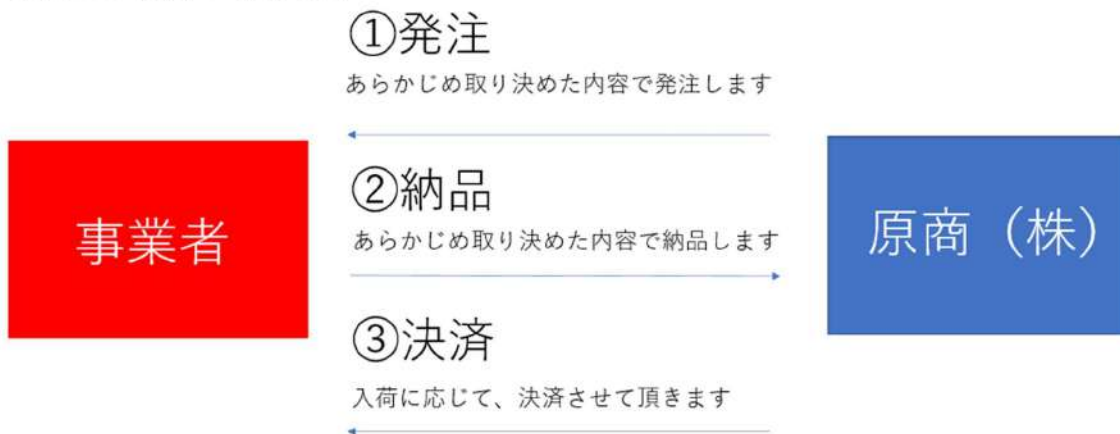 ①発注
あらかじめ取り決めた内容で発注します
②納品
事業者
あらかじめ取り決めた内容で納品します
原商（株）
③決済
入荷に応じて、決済させて頂きます